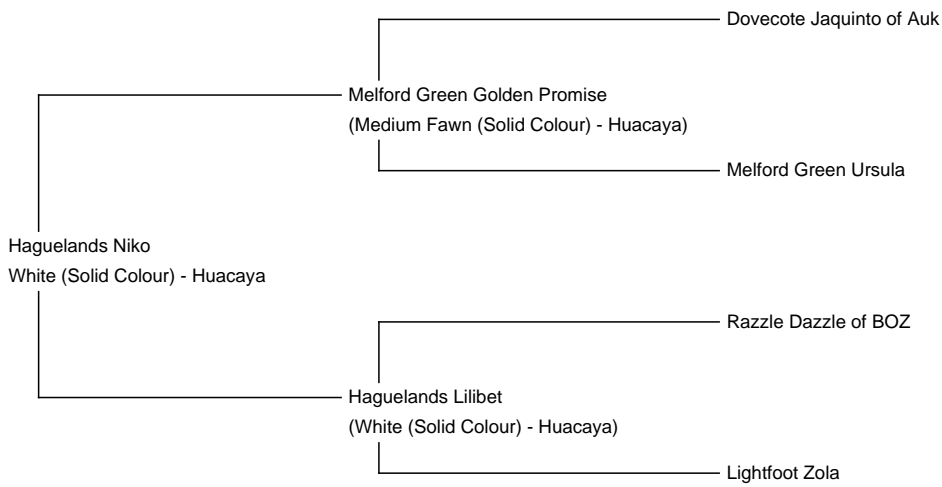 Dovecote Jaquinto of Auk
Melford Green Golden Promise
(Medium Fawn (Solid Colour) - Huacaya)
Melford Green Ursula
Haguelands Niko
White (Solid Colour) - Huacaya
Razzle Dazzle of BOZ
Haguelands Lilibet
(White (Solid Colour) - Huacaya)
Lightfoot Zola